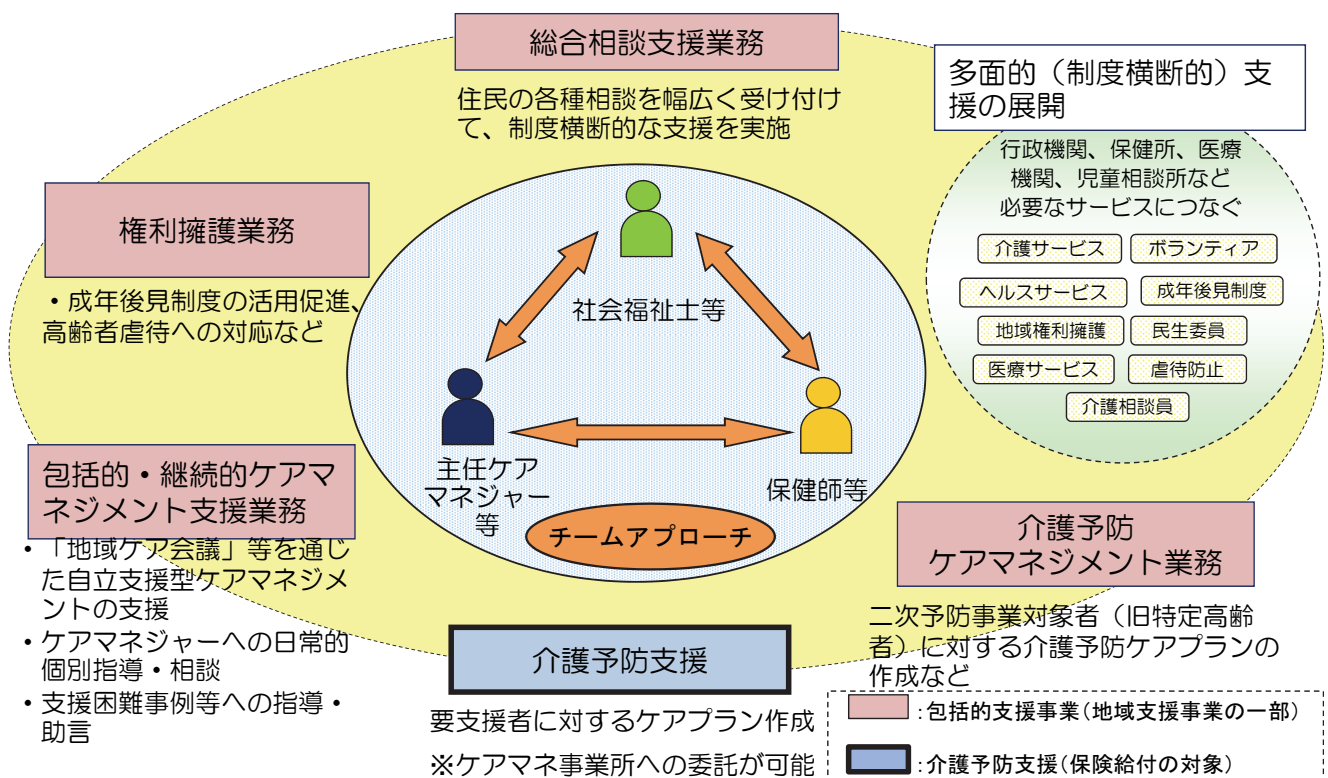 総合相談支援業務
住民の各種相談を幅広く受け付け
て、制度横断的な支援を実施
多面的（制度横断的）支
援の展開
行政機関、保健所、医療
機関、児童相談所など
必要なサービスにつなぐ
介護サービス
ボランティア
ヘルスサービス
成年後見制度
地域権利擁護
民生委員
医療サービス
虐待防止
介護相談員
権利擁護業務
・成年後見制度の活用促進、
高齢者虐待への対応など
社会福祉士等
主任ケア
マネジャー
等
保健師等
チームアプローチ
包括的・継続的ケアマ
ネジメント支援業務
・「地域ケア会議」等を通じ
た自立支援型ケアマネジメ
ントの支援
・ケアマネジャーへの日常的
個別指導・相談
・支援困難事例等への指導・
助言
介護予防支援
要支援者に対するケアプラン作成
※ケアマネ事業所への委託が可能
介護予防
ケアマネジメント業務
二次予防事業対象者（旧特定高齢
者）に対する介護予防ケアプランの
作成など
：包括的支援事業（地域支援事業の一部）
：介護予防支援（保険給付の対象）